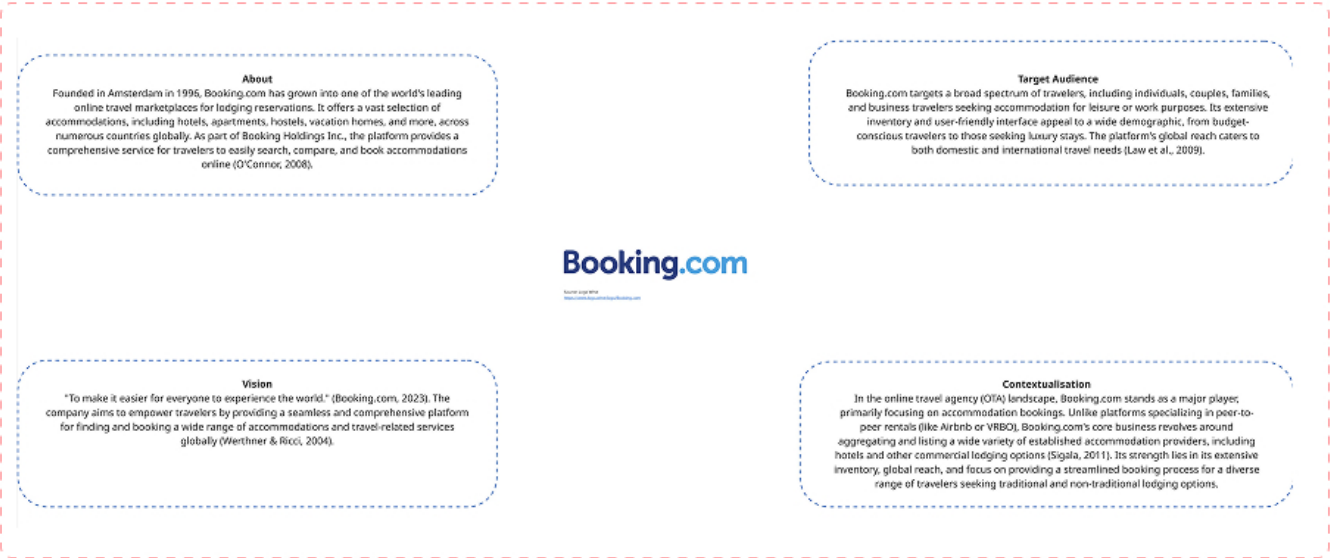 About
Founded in Amsterdam in 1996, Booking.com has grown into one of the world's leading
online travel marketplaces for lodging reservations. It offers a vast selection of
accommodations, including hotels, apartments, hostels, vacation homes, and more, across
numerous countries globally. As part of Booking Holdings Inc., the platform provides a
comprehensive service for travelers to easily search, compare, and book accommodations
online (O'Connor, 2008).
Target Audience
Booking.com targets a broad spectrum of travelers, including individuals, couples, families,
and business travelers seeking accommodation for leisure or work purposes. Its extensive
inventory and user-friendly interface appeal to a wide demographic, from budget-
conscious travelers to those seeking luxury stays. The platform's global reach caters to
both domestic and international travel needs (Law et al., 2009).
Booking.com
Vision
"To make it easier for everyone to experience the world." (Booking.com, 2023). The
company aims to empower travelers by providing a seamless and comprehensive platform
for finding and booking a wide range of accommodations and travel-related services
globally (Werthner & Ricci, 2004).
Contextualisation
In the online travel agency (OTA) landscape, Booking.com stands as a major player,
primarily focusing on accommodation bookings. Unlike platforms specializing in peer-to-
peer rentals (like Airbnb or VRBO), Booking.com's core business revolves around
aggregating and listing a wide variety of established accommodation providers, including
hotels and other commercial lodging options (Sigala, 2011). Its strength lies in its extensive
inventory, global reach, and focus on providing a streamlined booking process for a diverse
range of travelers seeking traditional and non-traditional lodging options.